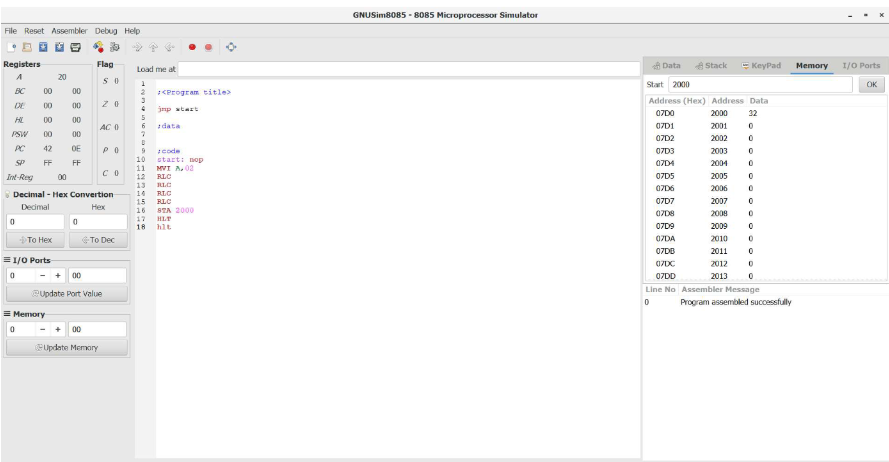 GNUSim8085 - 8085 Microprocessor Simulator
File Reset Assembler Debug Help
Registers
A 20
BC 00 00
DE 00 00
HL 00 00
PSW 00 00
PC 42 0E
SP FF FF
Int-Reg 00
Flag
S 0
Z 0
AC 0
P 0
C 0
Decimal - Hex Convertion
Decimal Hex
0 0
To Hex To Dec
I/O Ports
0 - + 00
Update Port Value
Memory
0 - + 00
Update Memory
Load me at
1
2 ;<Program title>
3
4 jmp start
5
6 ;data
7
8
9 ;code
10 start: nop
11 MVI A,02
12 RLC
13 RLC
14 RLC
15 RLC
16 STA 2000
17 HLT
18 hlt
Data Stack KeyPad Memory I/O Ports
Start 2000 OK
Address (Hex) Address Data
07D0 2000 32
07D1 2001 0
07D2 2002 0
07D3 2003 0
07D4 2004 0
07D5 2005 0
07D6 2006 0
07D7 2007 0
07D8 2008 0
07D9 2009 0
07DA 2010 0
07DB 2011 0
07DC 2012 0
07DD 2013 0
Line No Assembler Message
0 Program assembled successfully